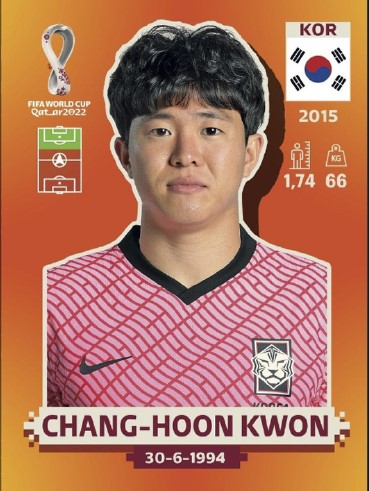 KOR
FIFA WORLD CUP
Qatar2022
2015
KG
1,74 66
CHANG-HOON KWON
30-6-1994